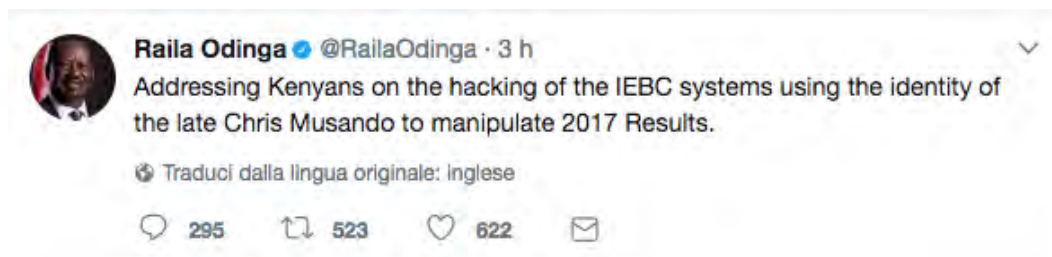 Raila Odinga @RailaOdinga · 3 h
Addressing Kenyans on the hacking of the IEBC systems using the identity of
the late Chris Musando to manipulate 2017 Results.
Traduci dalla lingua originale: inglese
295 523 622